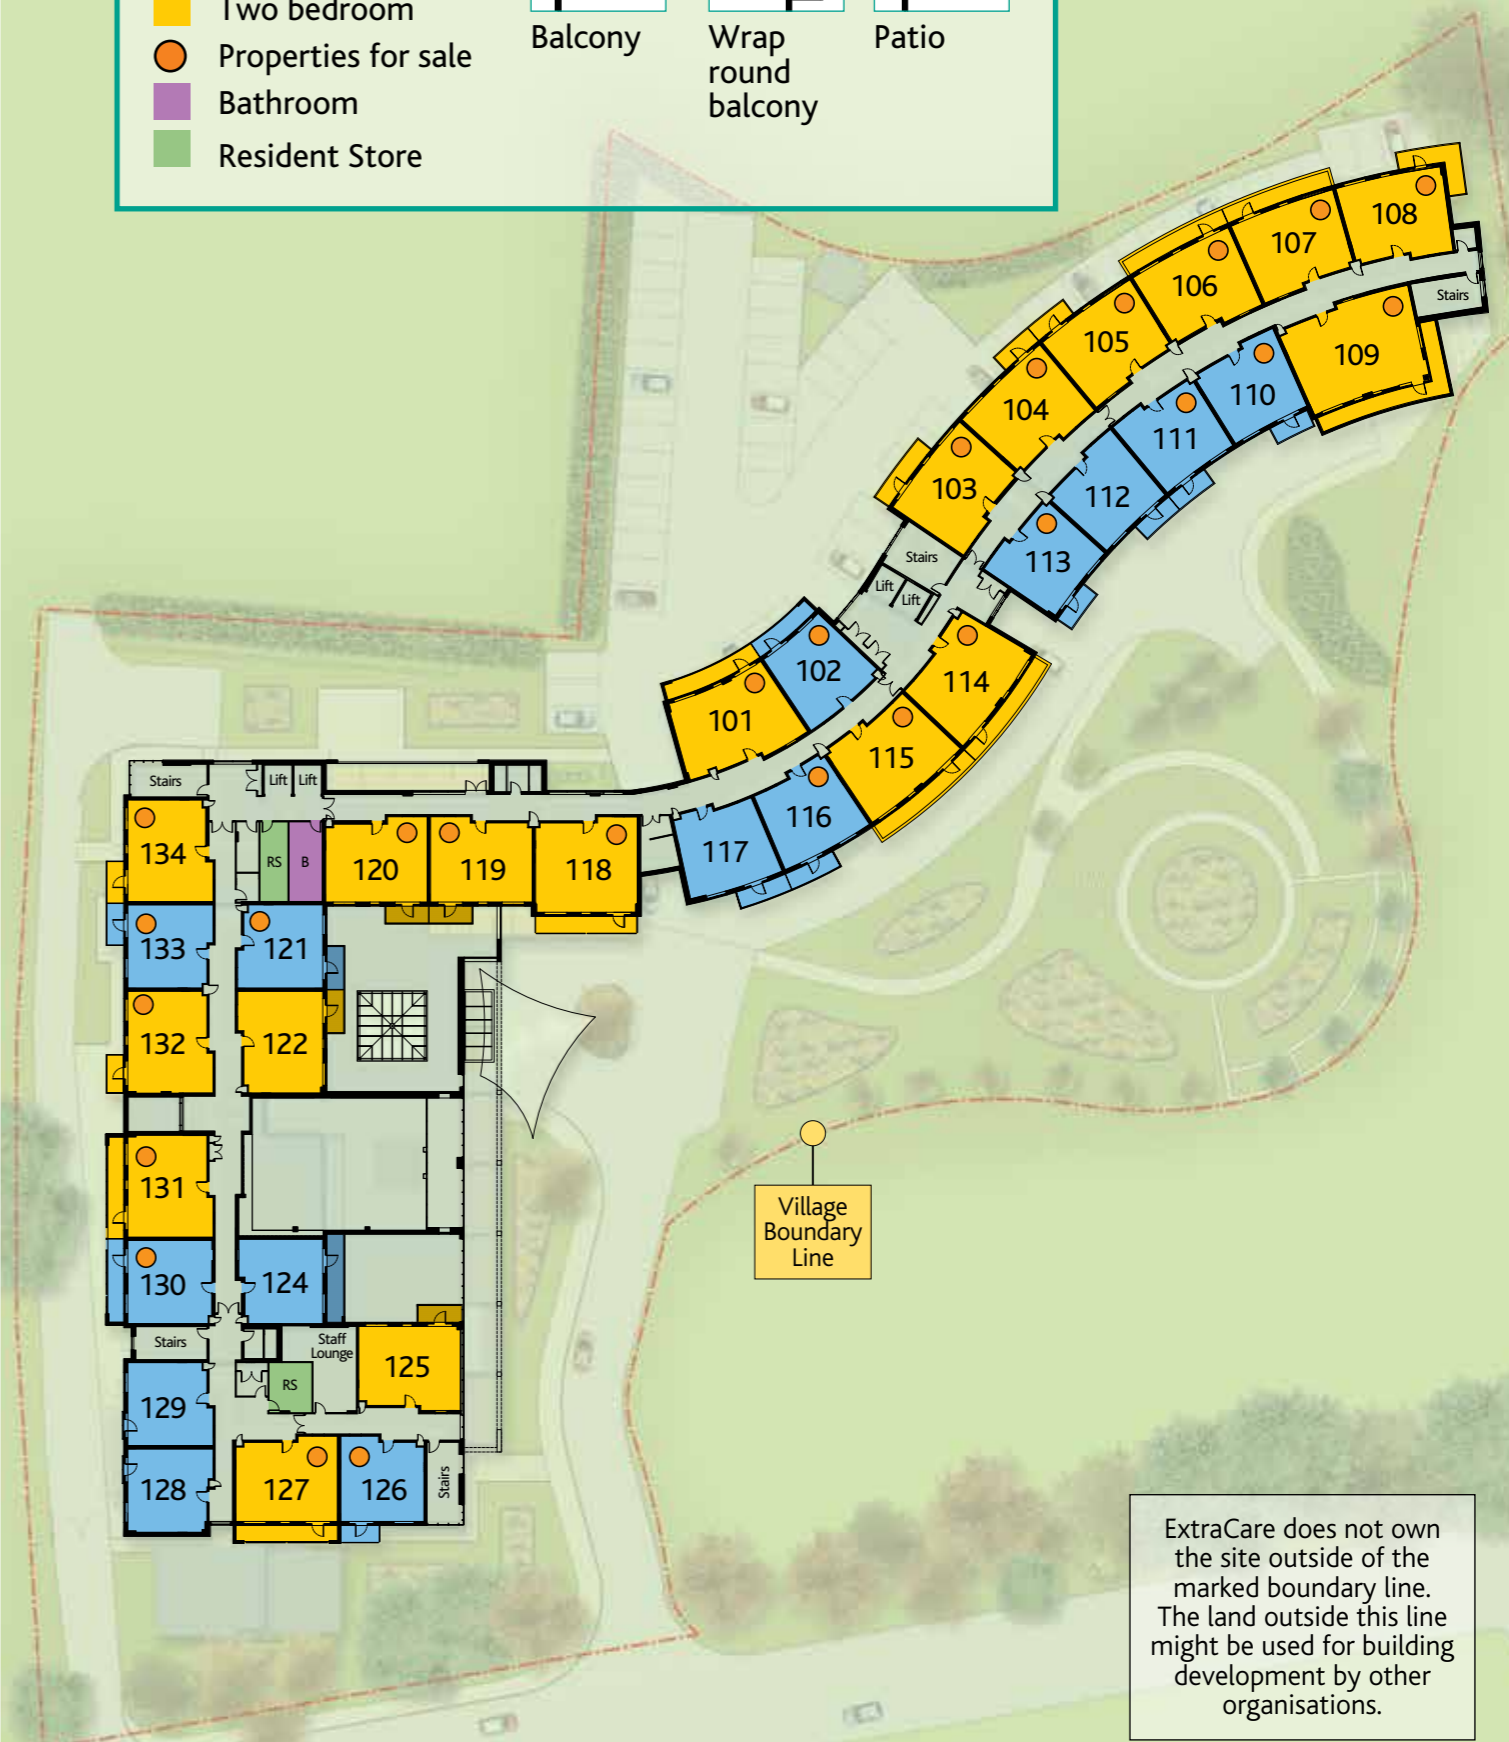 Two bedroom
Properties for sale
Bathroom
Resident Store
Balcony
Wrap
round
balcony
Patio
108
107
106
105
104
103
Stairs
109
110
111
112
113
Stairs
Lift
Lift
102
101
114
115
116
117
Stairs
Lift
Lift
134
RS
B
120
119
118
133
121
132
122
131
130
124
Stairs
Staff
Lounge
125
RS
129
128
127
126
Stairs
Village
Boundary
Line
ExtraCare does not own
the site outside of the
marked boundary line.
The land outside this line
might be used for building
development by other
organisations.